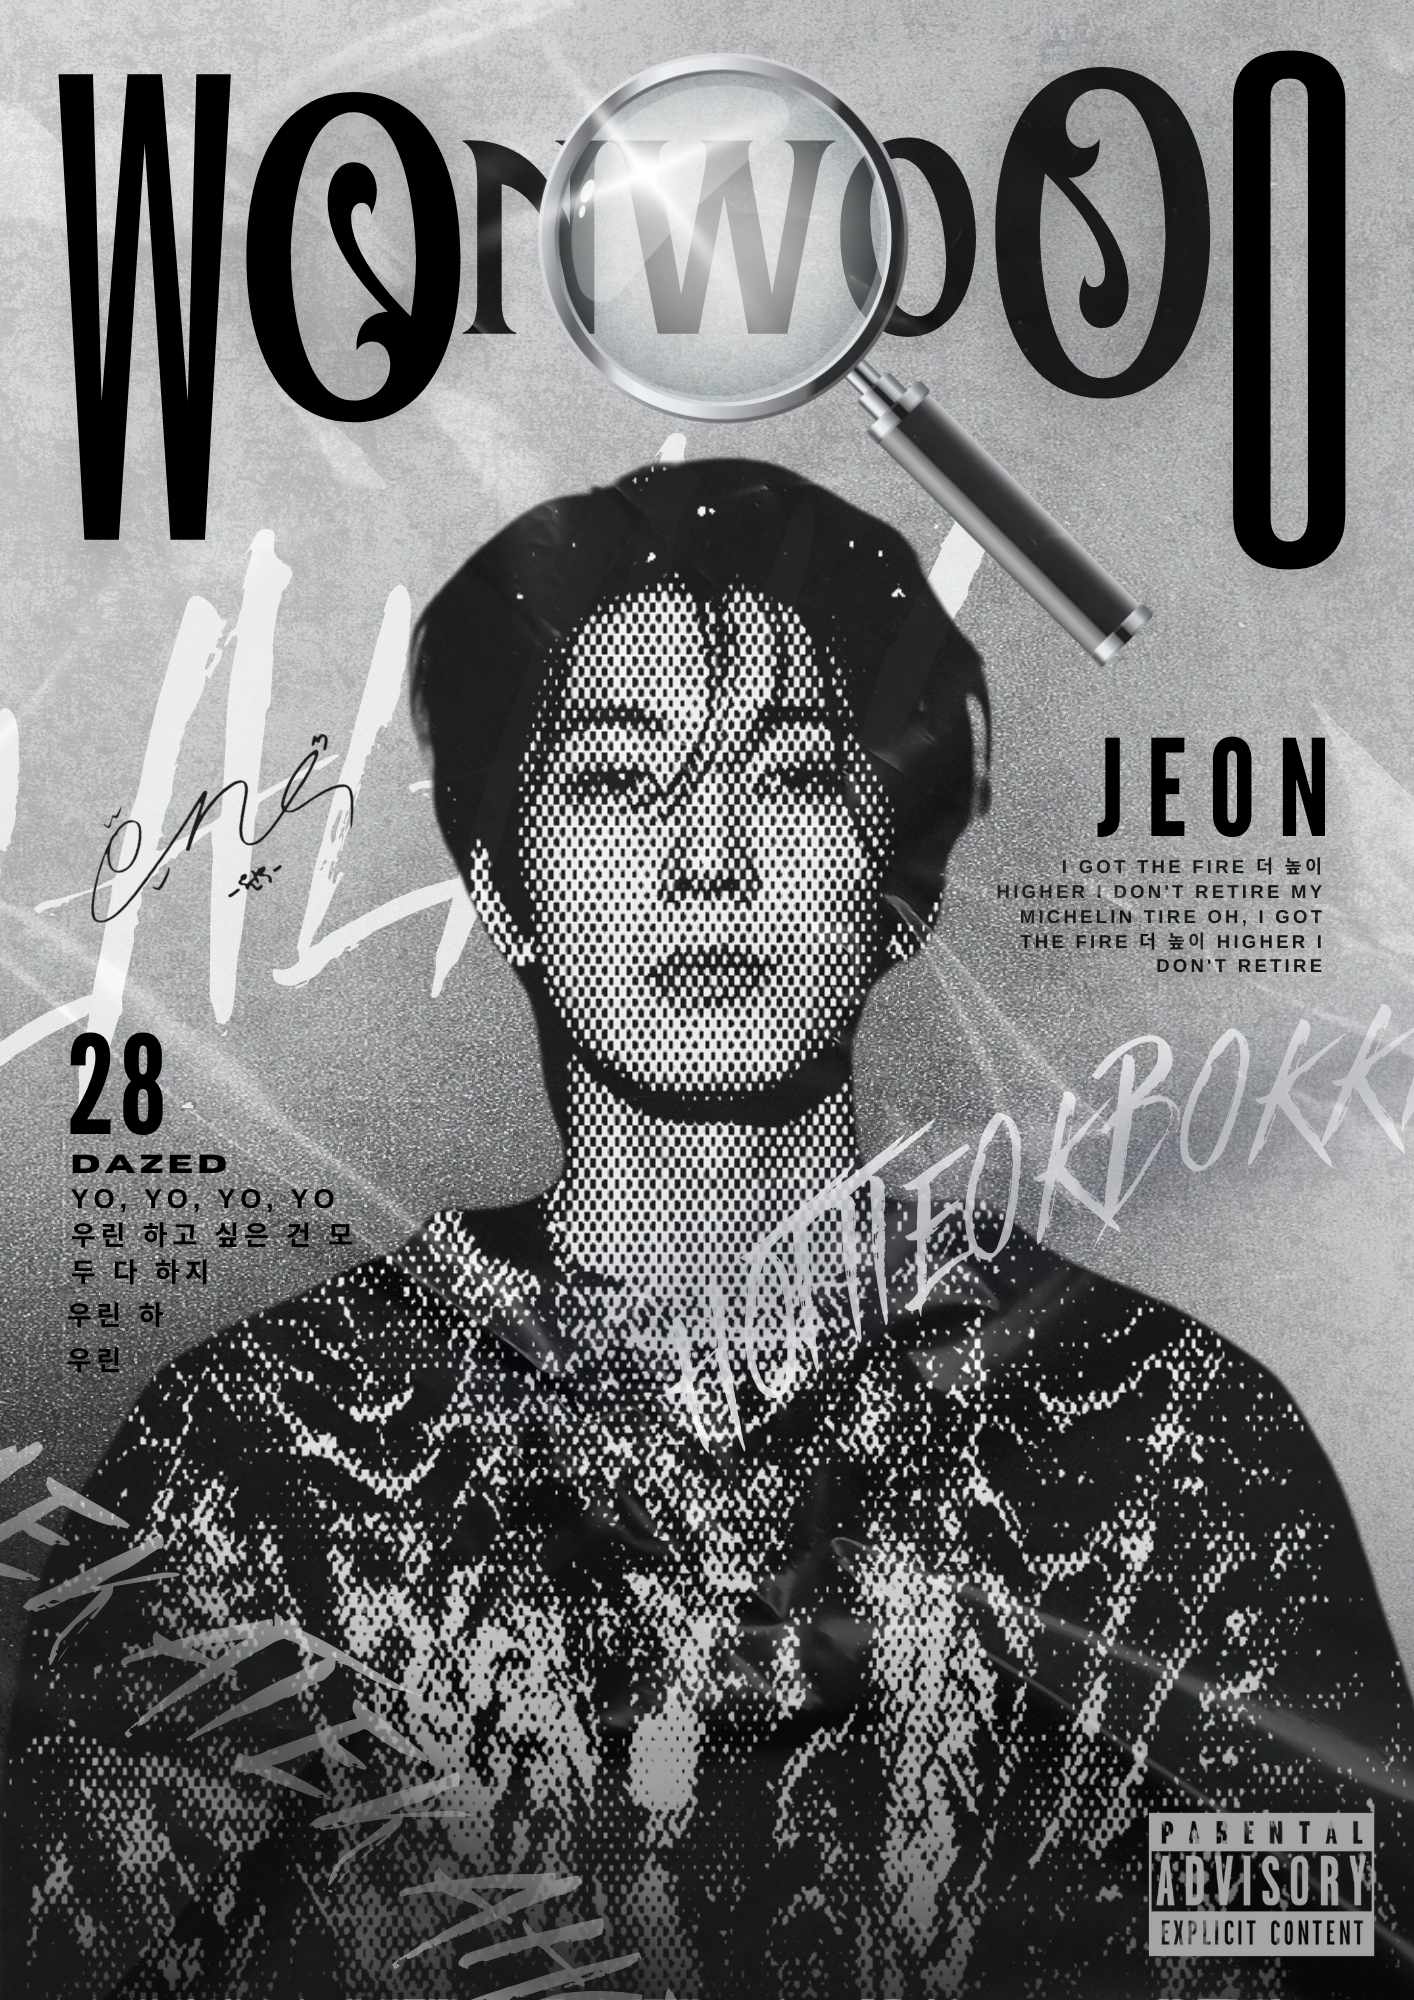 WONWOO
JEON
I GOT THE FIRE 더 높이
HIGHER I DON'T RETIRE MY
MICHELIN TIRE OH, I GOT
THE FIRE 더 높이 HIGHER I
DON'T RETIRE
28
DAZED
YO, YO, YO, YO
우린 하고 싶은 건 모
두 다 하지
우린 하
우린
HOTTEOKBOKKI
PARENTAL
ADVISORY
EXPLICIT CONTENT